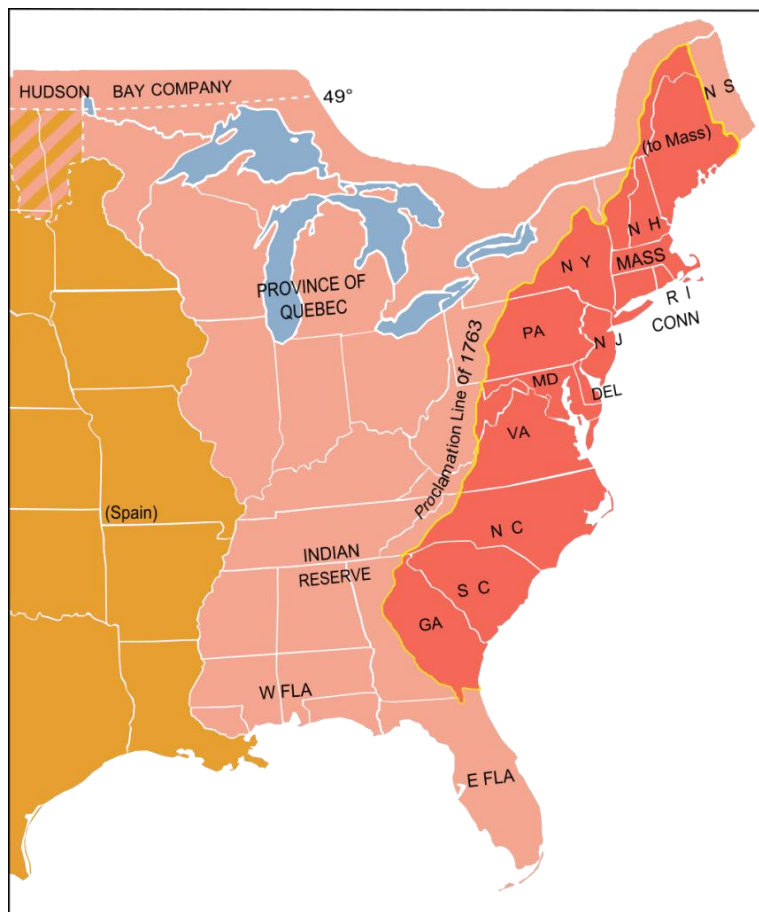 HUDSON BAY COMPANY
49°
N S
(to Mass)
N H
N Y
MASS
R I
CONN
PROVINCE OF
QUEBEC
PA
N J
MD
DEL
Proclamation Line 0f 1763
VA
(Spain)
N C
INDIAN
RESERVE
S C
GA
W FLA
E FLA